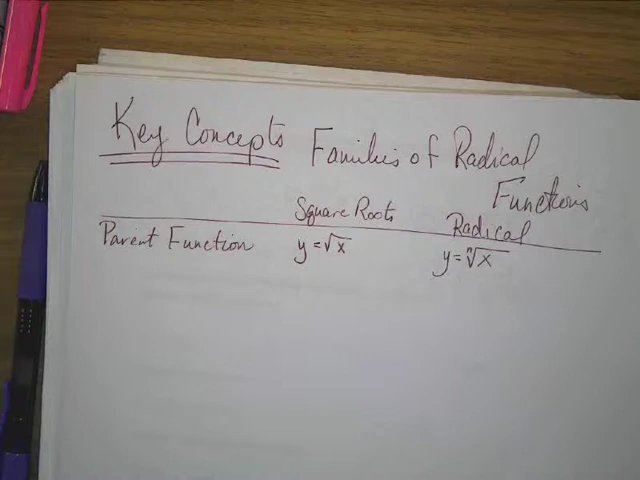 Key Concepts Families of Radical
Functions
Square Roots Radical
Parent Function y = √x y = ⁿ√x